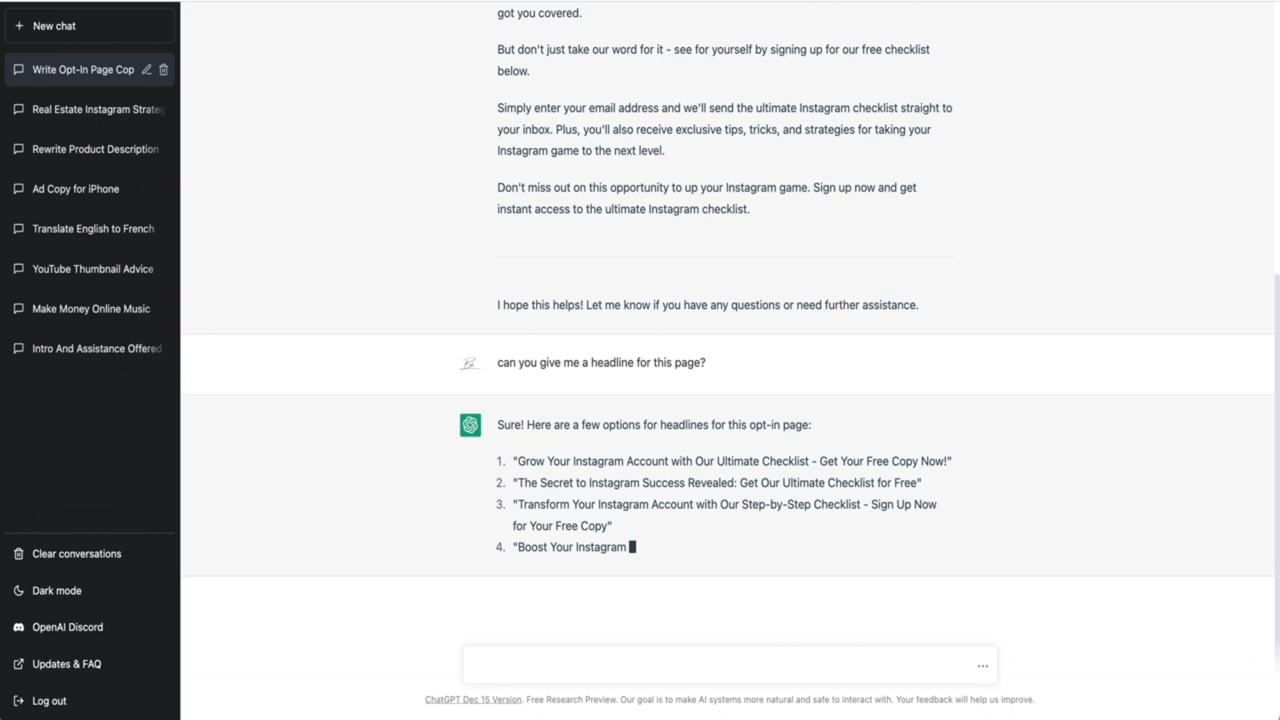 New chat
Write Opt-In Page Cop
Real Estate Instagram Strateg
Rewrite Product Description
Ad Copy for iPhone
Translate English to French
YouTube Thumbnail Advice
Make Money Online Music
Intro And Assistance Offered
Clear conversations
Dark mode
OpenAI Discord
Updates & FAQ
Log out
got you covered.
But don't just take our word for it - see for yourself by signing up for our free checklist
below.
Simply enter your email address and we'll send the ultimate Instagram checklist straight to
your inbox. Plus, you'll also receive exclusive tips, tricks, and strategies for taking your
Instagram game to the next level.
Don't miss out on this opportunity to up your Instagram game. Sign up now and get
instant access to the ultimate Instagram checklist.
I hope this helps! Let me know if you have any questions or need further assistance.
can you give me a headline for this page?
Sure! Here are a few options for headlines for this opt-in page:
1. "Grow Your Instagram Account with Our Ultimate Checklist - Get Your Free Copy Now!"
2. "The Secret to Instagram Success Revealed: Get Our Ultimate Checklist for Free"
3. "Transform Your Instagram Account with Our Step-by-Step Checklist - Sign Up Now
for Your Free Copy"
4. "Boost Your Instagram
ChatGPT Dec 15 Version. Free Research Preview. Our goal is to make AI systems more natural and safe to interact with. Your feedback will help us improve.